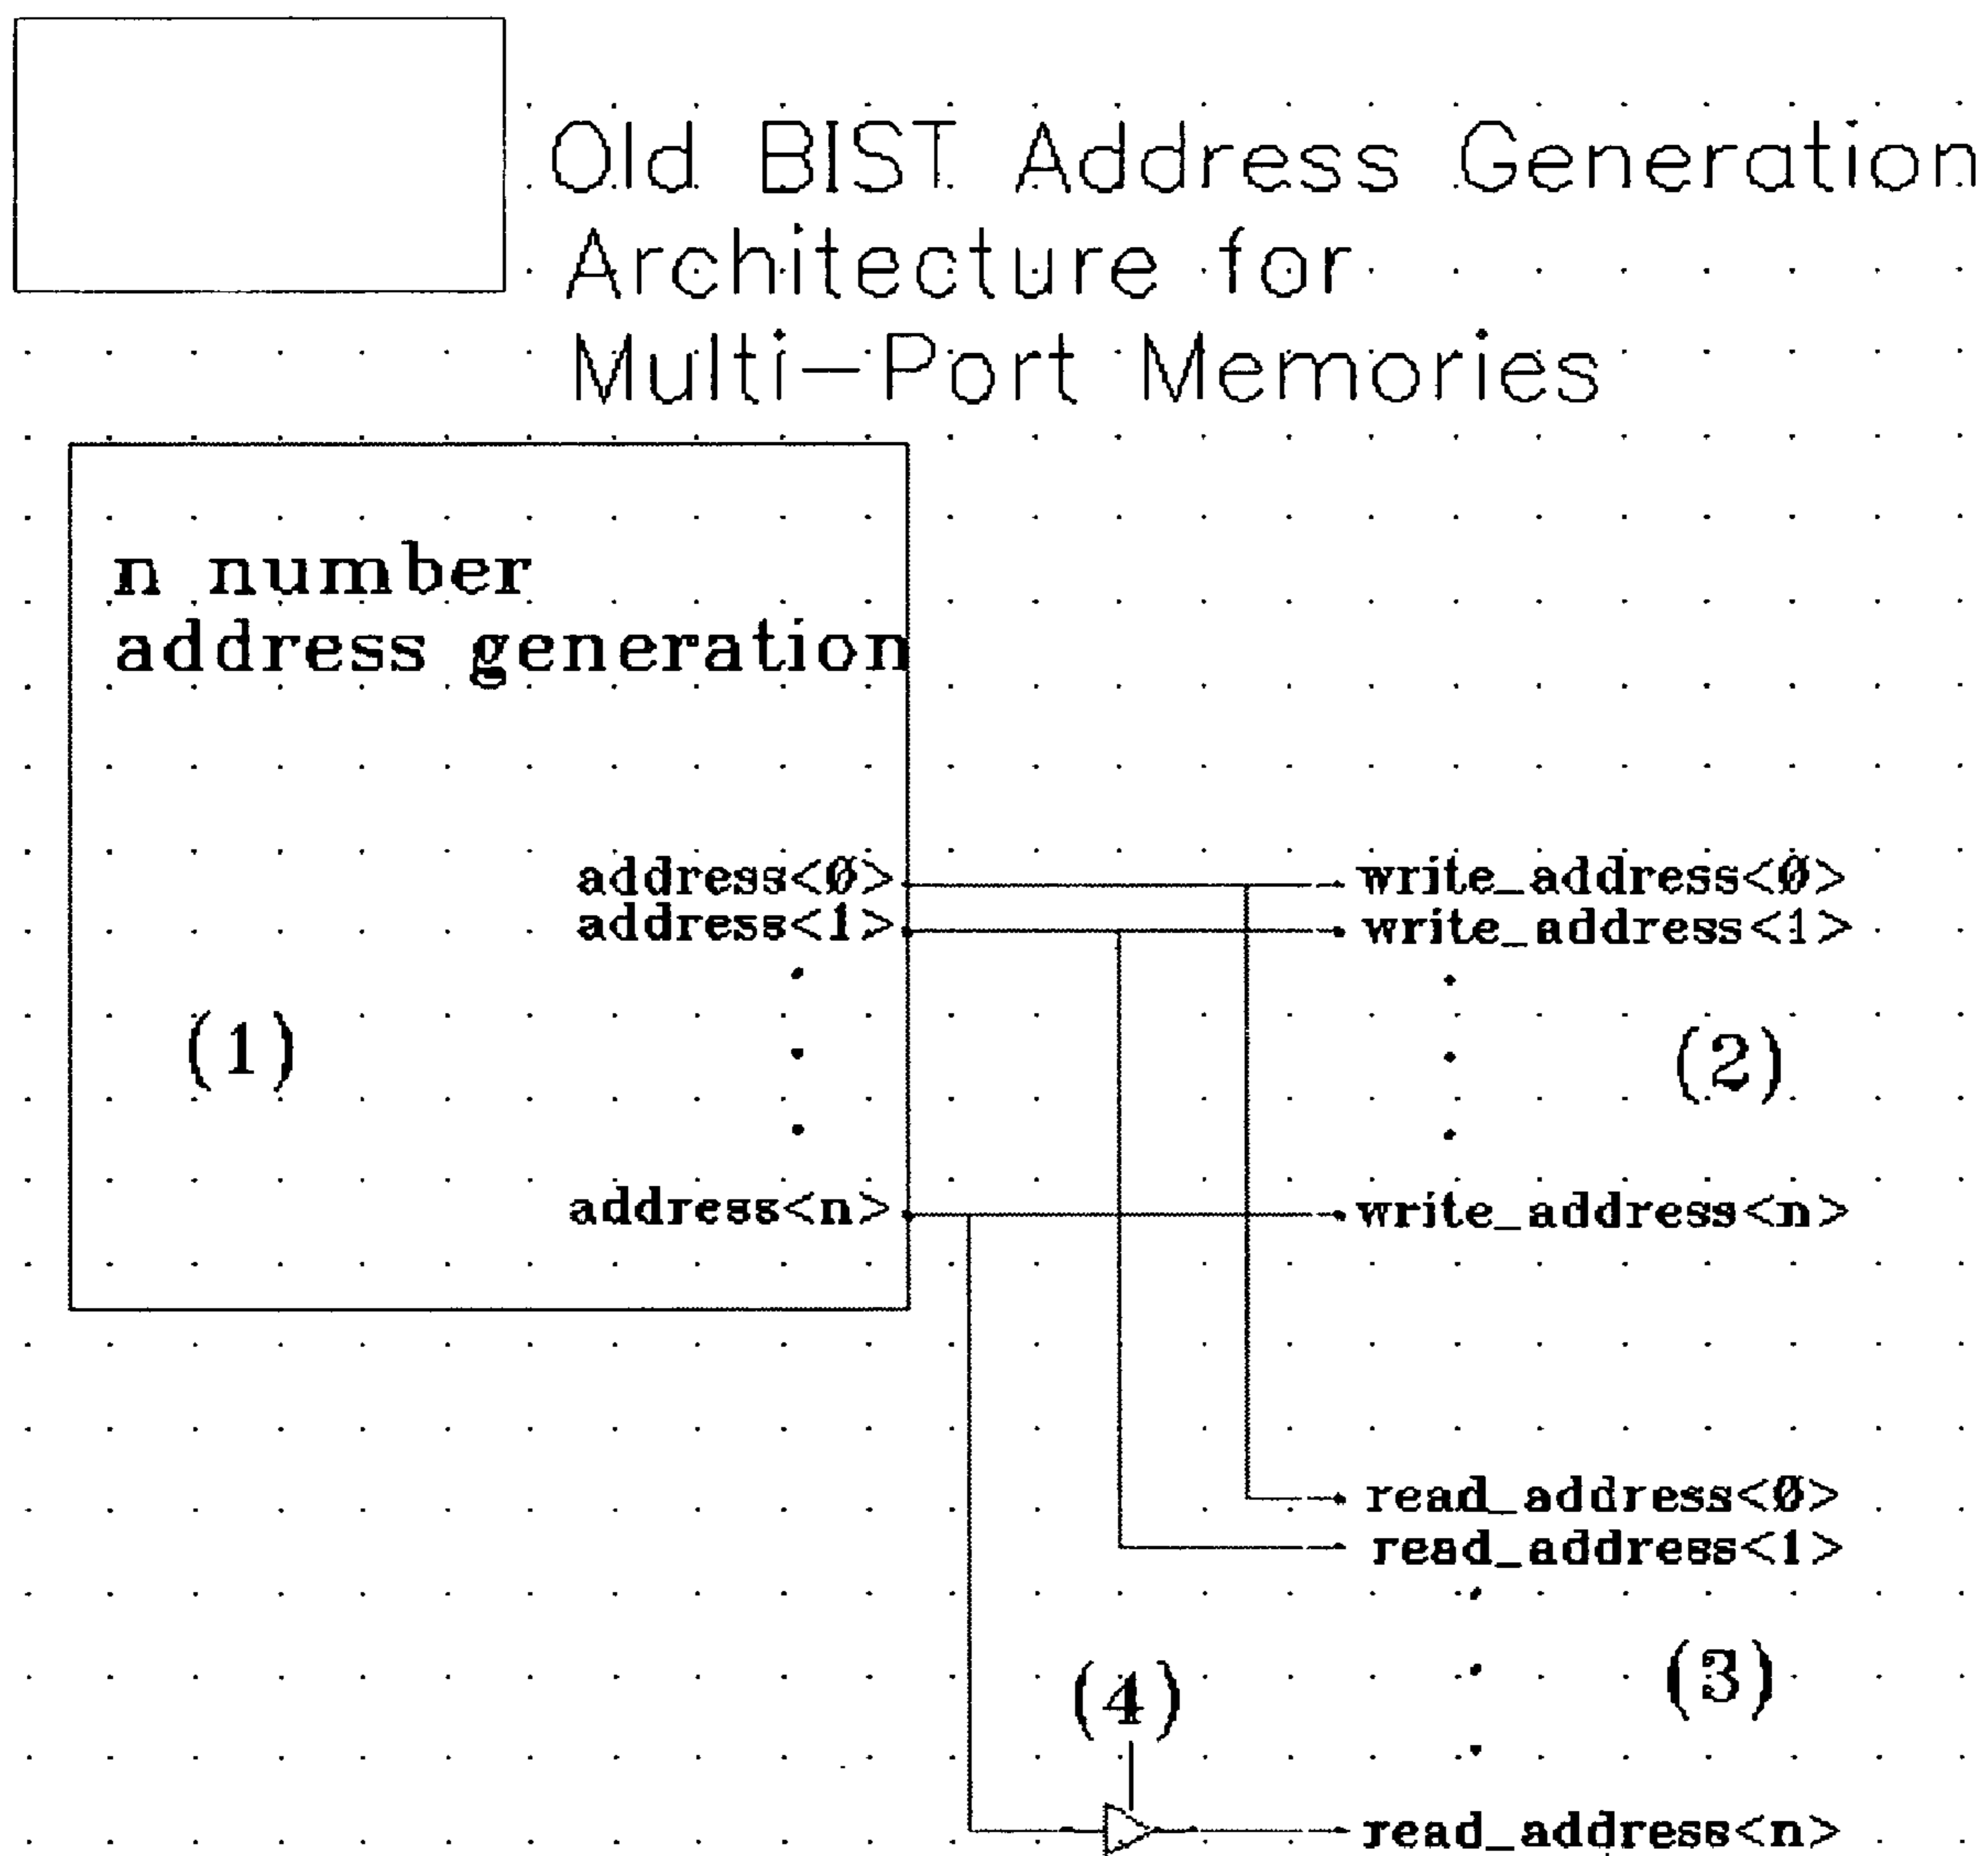 Old BIST Address Generation
Architecture for
Multi-Port Memories
n number
address generation
address<0>
write_address<0>
address<1>
write_address<1>
(1)
(2)
address<n>
write_address<n>
read_address<0>
read_address<1>
(3)
(4)
read_address<n>